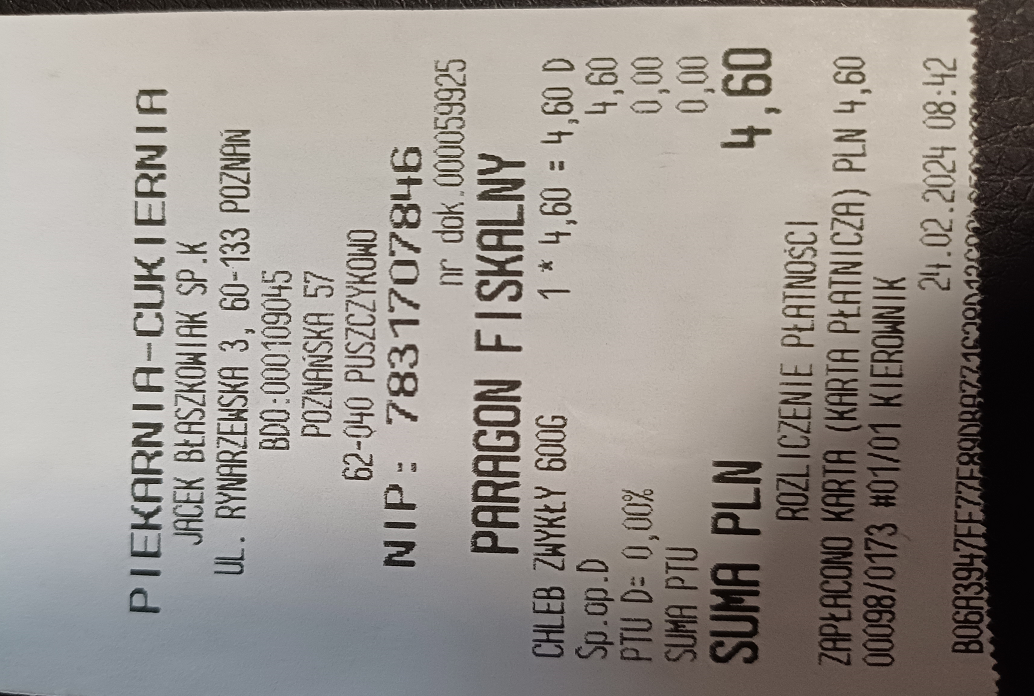 PIEKARNIA-CUKIERNIA
JACEK BŁASZKOWIAK SP.K
UL. RYNARZEWSKA 3, 60-133 POZNAŃ
BDO:000109045
POZNAŃSKA 57
62-040 PUSZCZYKOWO
NIP: 7831707846
nr dok.000059925
PARAGON FISKALNY
CHLEB ZWYKŁY 600G 1 * 4,60 = 4,60 D
Sp.op.D 4,60
PTU D= 0,00% 0,00
SUMA PTU 0,00
SUMA PLN 4,60
ROZLICZENIE PŁATNOŚCI
ZAPŁACONO KARTA (KARTA PŁATNICZA) PLN 4,60
00098/0173 #01/01 KIEROWNIK
24.02.2024 08:42